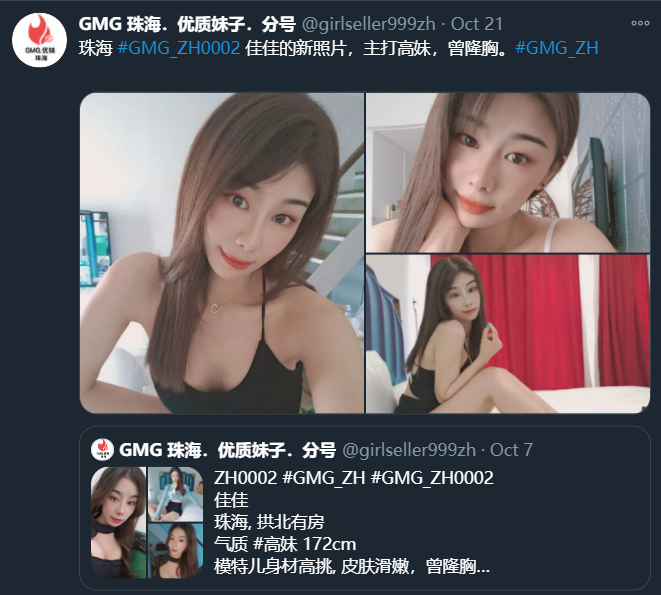 GMG 珠海．优质妹子．分号 @girlseller999zh · Oct 21
GMG.优妹
珠海
珠海 #GMG_ZH0002 佳佳的新照片，主打高妹，曾隆胸。#GMG_ZH
GMG 珠海．优质妹子．分号 @girlseller999zh · Oct 7
ZH0002 #GMG_ZH #GMG_ZH0002
佳佳
珠海, 拱北有房
气质 #高妹 172cm
模特儿身材高挑, 皮肤滑嫩，曾隆胸...